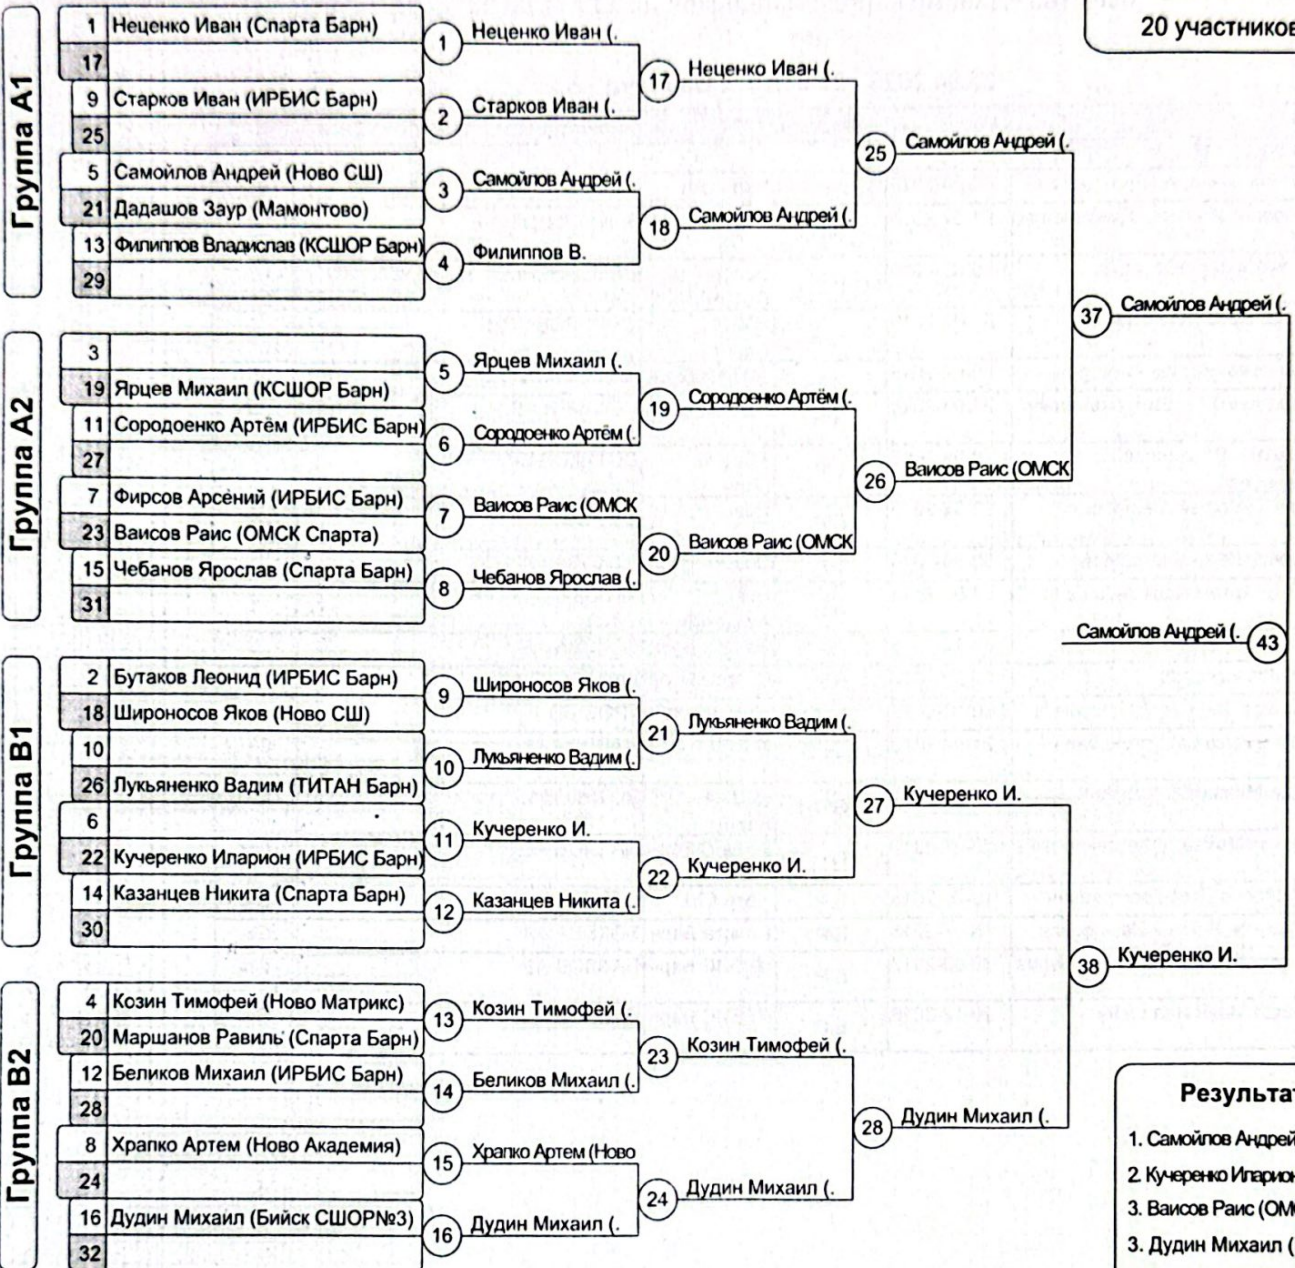 20 участников
Группа A1
1 Неценко Иван (Спарта Барн)
17
9 Старков Иван (ИРБИС Барн)
25
5 Самойлов Андрей (Ново СШ)
21 Дадашов Заур (Мамонтово)
13 Филиппов Владислав (КСШОР Барн)
29
1 Неценко Иван (.
2 Старков Иван (.
3 Самойлов Андрей (.
4 Филиппов В.
17 Неценко Иван (.
18 Самойлов Андрей (.
25 Самойлов Андрей (.
Группа A2
3
19 Ярцев Михаил (КСШОР Барн)
11 Сородоенко Артём (ИРБИС Барн)
27
7 Фирсов Арсений (ИРБИС Барн)
23 Ваисов Раис (ОМСК Спарта)
15 Чебанов Ярослав (Спарта Барн)
31
5 Ярцев Михаил (.
6 Сородоенко Артём (.
7 Ваисов Раис (ОМСК
8 Чебанов Ярослав (.
19 Сородоенко Артём (.
20 Ваисов Раис (ОМСК
26 Ваисов Раис (ОМСК
37 Самойлов Андрей (.
Самойлов Андрей (. 43
Группа B1
2 Бутаков Леонид (ИРБИС Барн)
18 Широносов Яков (Ново СШ)
10
26 Лукьяненко Вадим (ТИТАН Барн)
6
22 Кучеренко Иларион (ИРБИС Барн)
14 Казанцев Никита (Спарта Барн)
30
9 Широносов Яков (.
10 Лукьяненко Вадим (.
11 Кучеренко И.
12 Казанцев Никита (.
21 Лукьяненко Вадим (.
22 Кучеренко И.
27 Кучеренко И.
Группа B2
4 Козин Тимофей (Ново Матрикс)
20 Маршанов Равиль (Спарта Барн)
12 Беликов Михаил (ИРБИС Барн)
28
8 Храпко Артем (Ново Академия)
24
16 Дудин Михаил (Бийск СШОР№3)
32
13 Козин Тимофей (.
14 Беликов Михаил (.
15 Храпко Артем (Ново
16 Дудин Михаил (.
23 Козин Тимофей (.
24 Дудин Михаил (.
28 Дудин Михаил (.
38 Кучеренко И.
Результат
1. Самойлов Андрей
2. Кучеренко Иларион
3. Ваисов Раис (ОМ
3. Дудин Михаил (